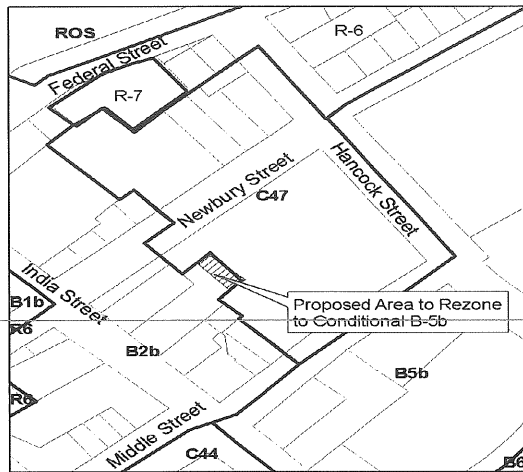 ROS
R-6
Federal Street
R-7
Hancock Street
Newbury Street
C47
India Street
Proposed Area to Rezone
to Conditional B-5b
B1b
R6
B2b
B5b
R6
Middle Street
C44
B6